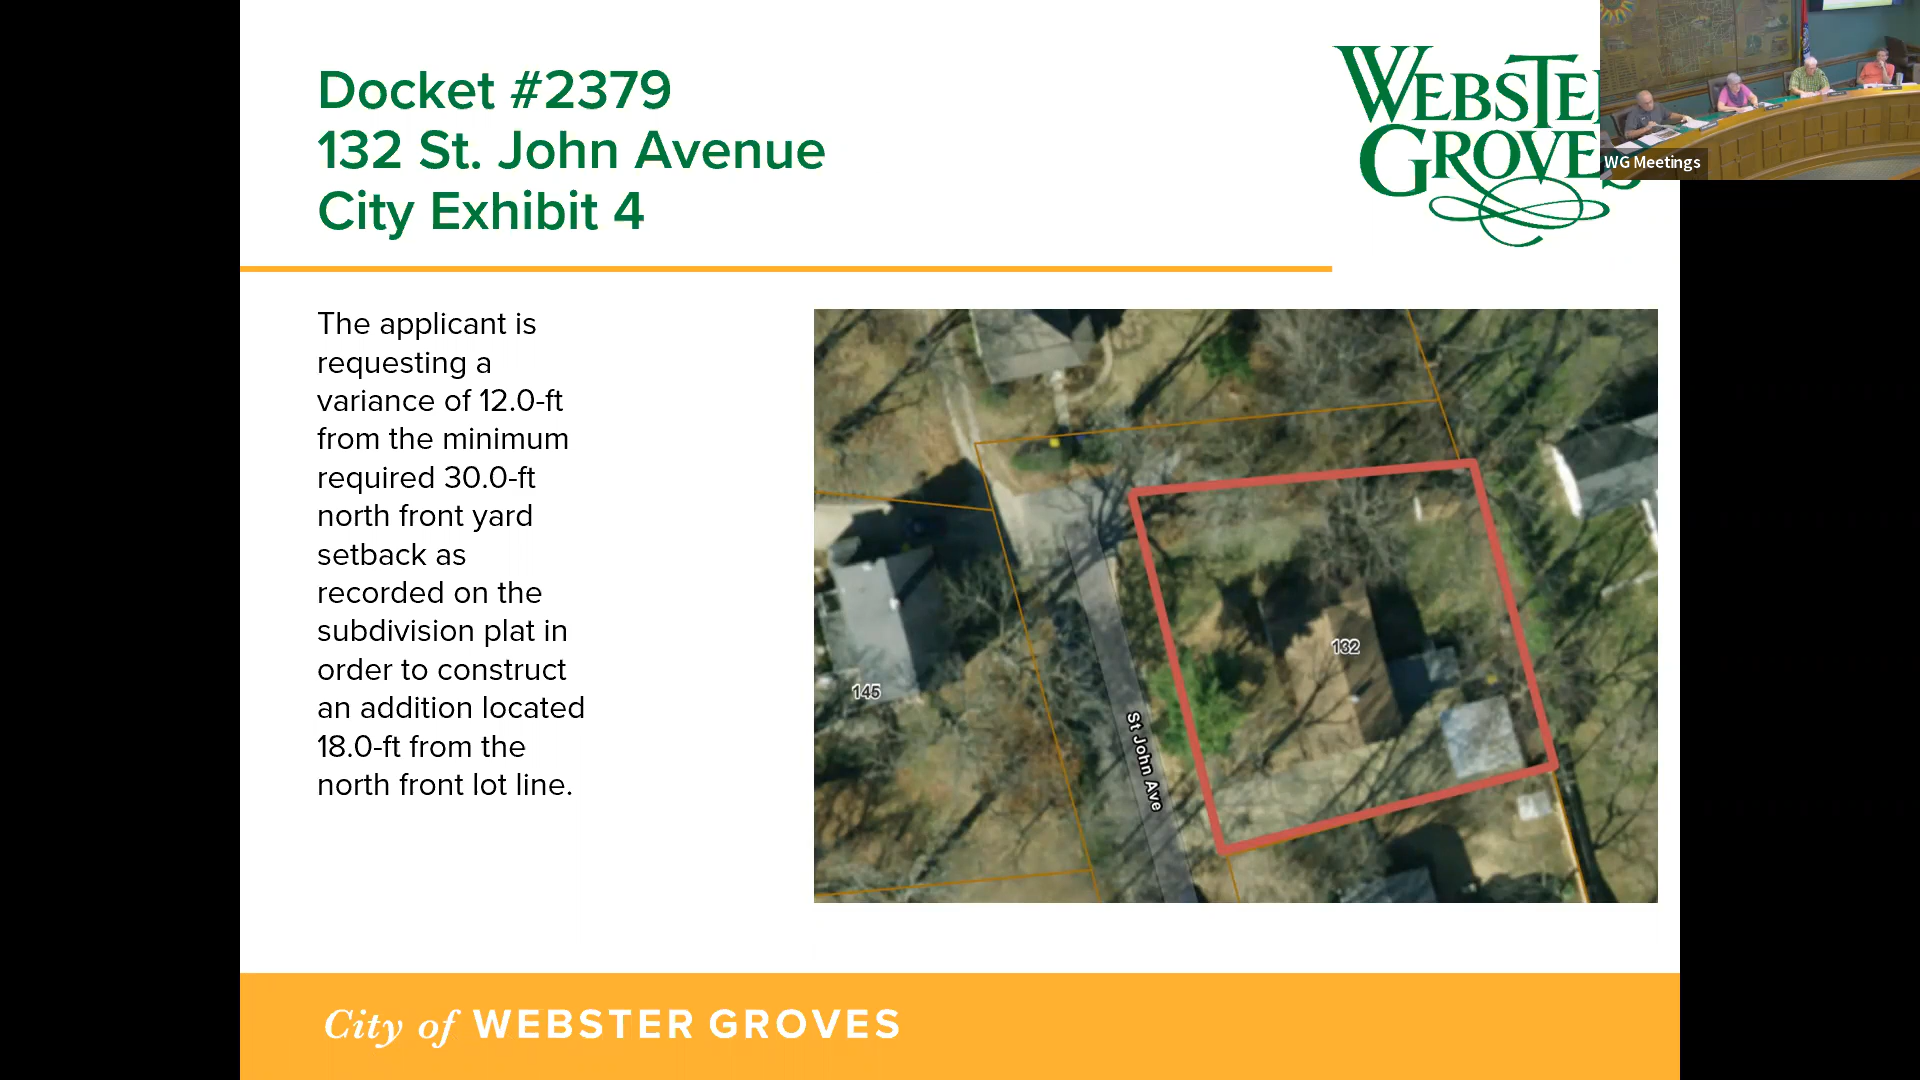 Docket #2379
132 St. John Avenue
City Exhibit 4
WEBSTE
GROVES
WG Meetings
The applicant is
requesting a
variance of 12.0-ft
from the minimum
required 30.0-ft
north front yard
setback as
recorded on the
subdivision plat in
order to construct
an addition located
18.0-ft from the
north front lot line.
132
145
St John Ave
City of WEBSTER GROVES